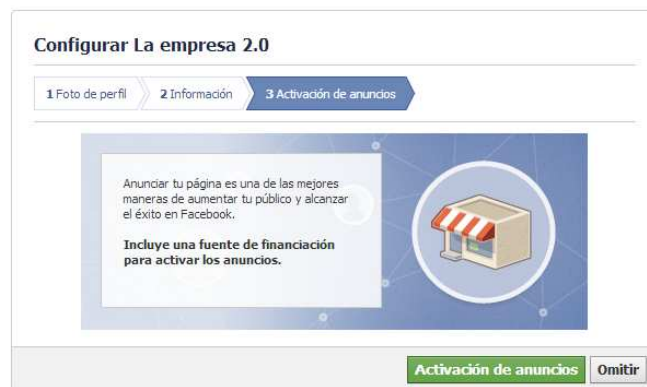 Configurar La empresa 2.0
1 Foto de perfil 2 Información 3 Activación de anuncios
Anunciar tu página es una de las mejores
maneras de aumentar tu público y alcanzar
el éxito en Facebook.
Incluye una fuente de financiación
para activar los anuncios.
Activación de anuncios Omitir